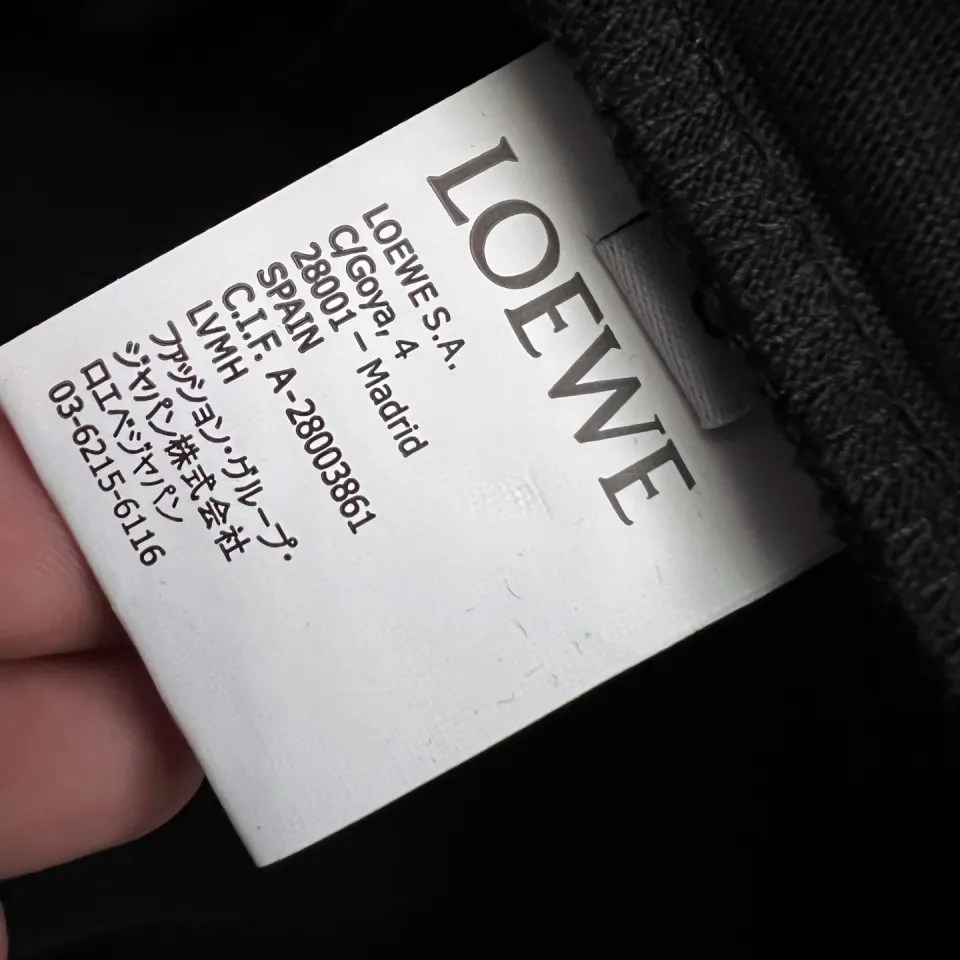 LOEWE
LOEWE S.A.
C/Goya, 4
28001 – Madrid
SPAIN
C.I.F. A-28003861
LVMH
ファッション・グループ・
ジャパン株式会社
ロエベジャパン
03-6215-6116